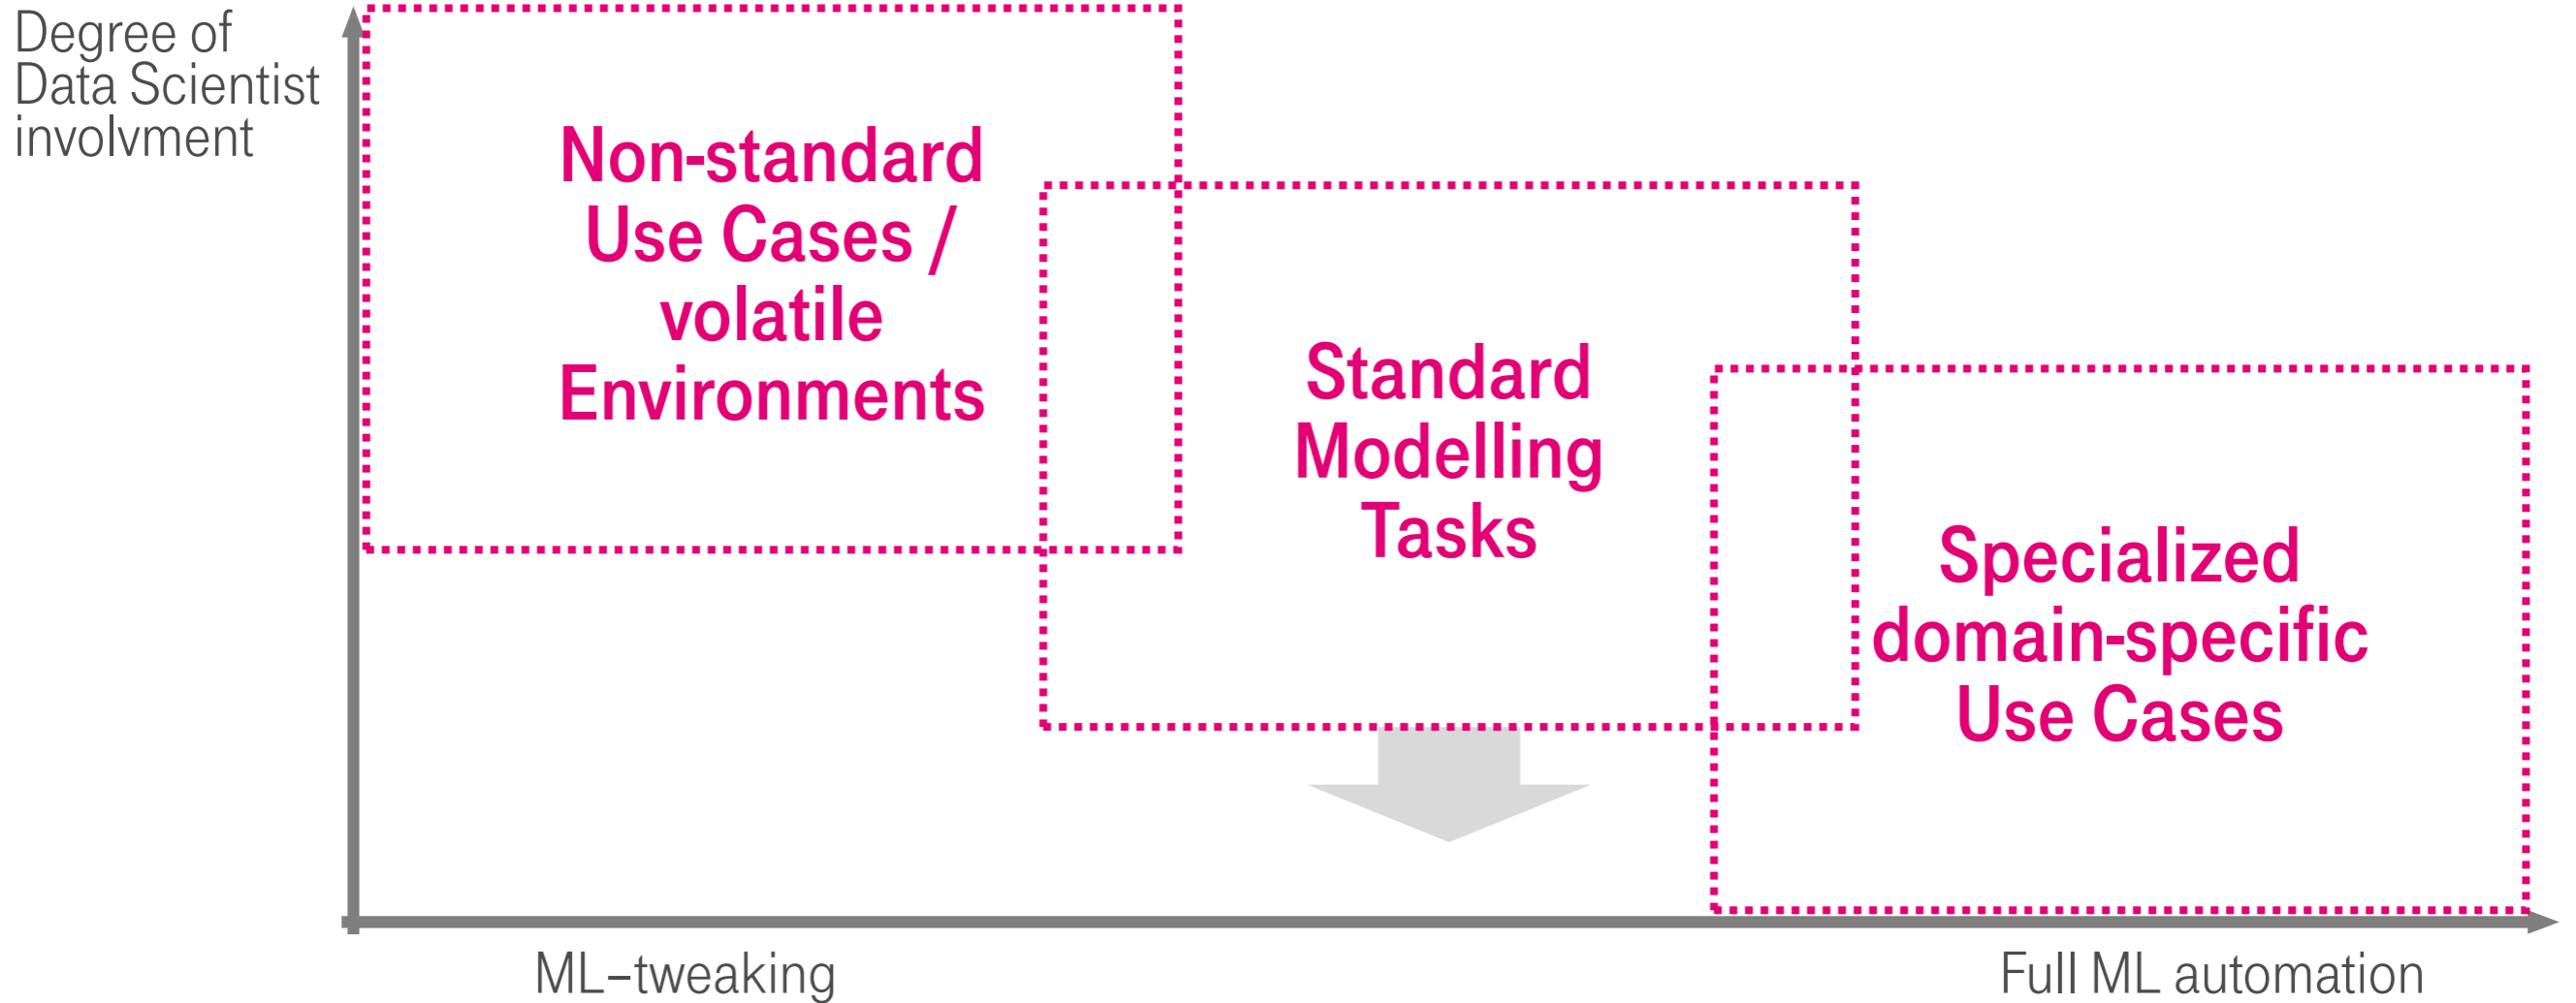 Degree of
Data Scientist
involvment
Non-standard
Use Cases /
volatile
Environments
Standard
Modelling
Tasks
Specialized
domain-specific
Use Cases
ML–tweaking
Full ML automation